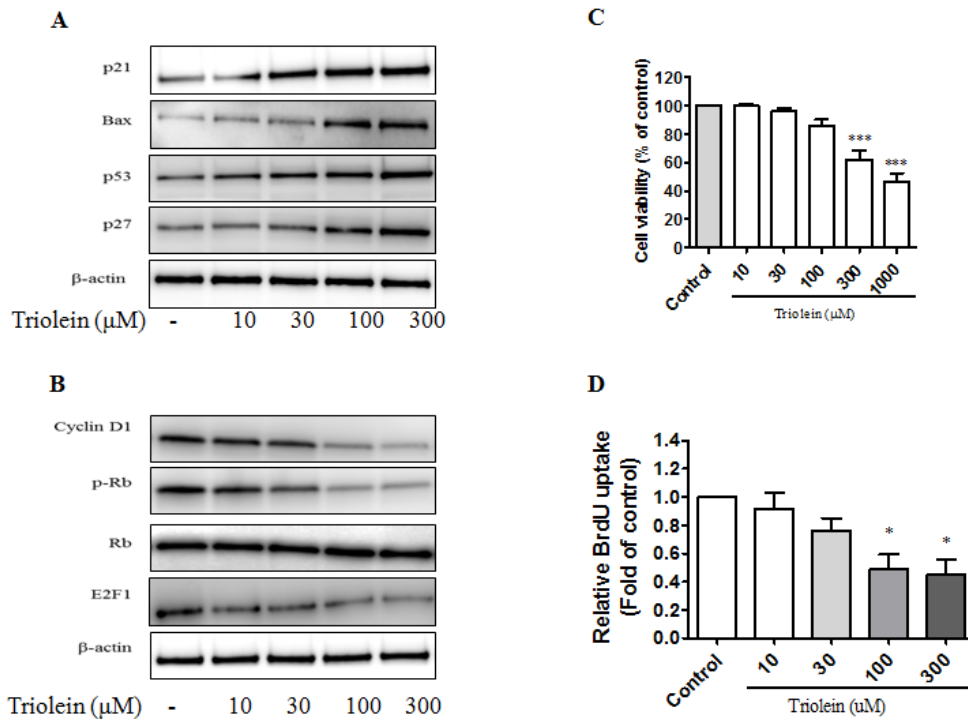 A
p21
Bax
p53
p27
β-actin
Triolein (μM) - 10 30 100 300
B
Cyclin D1
p-Rb
Rb
E2F1
β-actin
Triolein (μM) - 10 30 100 300
C
Cell viability (% of control)
120
100
80
60
40
20
0
*** ***
Control 10 30 100 300 1000
Triolein (μM)
D
Relative BrdU uptake
(Fold of control)
1.4
1.2
1.0
0.8
0.6
0.4
0.2
0.0
* *
Control 10 30 100 300
Triolein (uM)